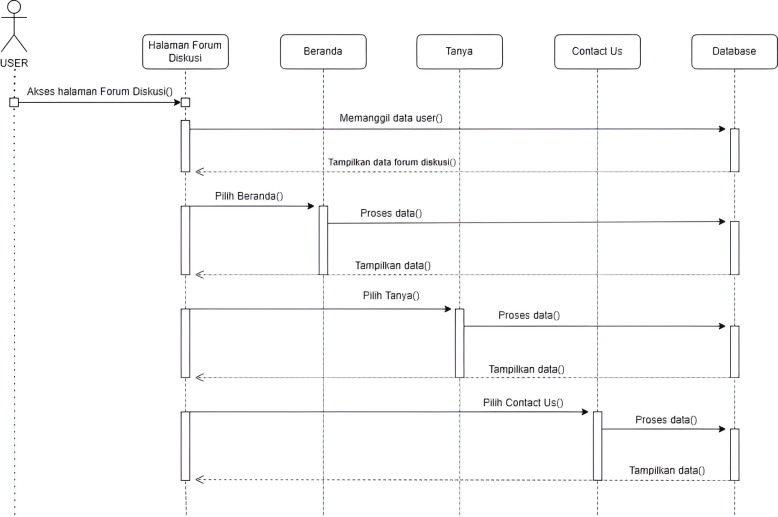 USER
Halaman Forum
Diskusi
Beranda
Tanya
Contact Us
Database
Akses halaman Forum Diskusi()
Memanggil data user()
Tampilkan data forum diskusi()
Pilih Beranda()
Proses data()
Tampilkan data()
Pilih Tanya()
Proses data()
Tampilkan data()
Pilih Contact Us()
Proses data()
Tampilkan data()